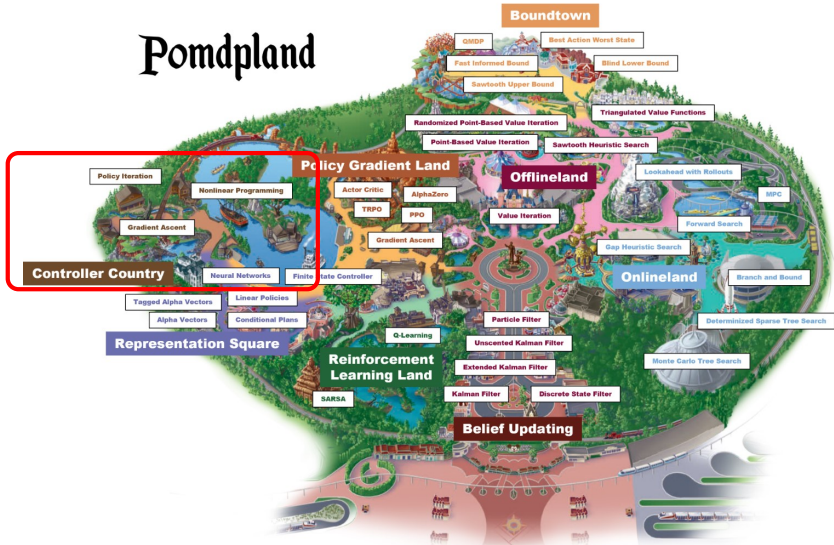 Boundtown
Pomdpland
QMDP
Best Action Worst State
Fast Informed Bound
Blind Lower Bound
Sawtooth Upper Bound
Triangulated Value Functions
Randomized Point-Based Value Iteration
Point-Based Value Iteration
Sawtooth Heuristic Search
Policy Gradient Land
Offlineland
Lookahead with Rollouts
Policy Iteration
Nonlinear Programming
Actor Critic
AlphaZero
MPC
TRPO
PPO
Value Iteration
Forward Search
Gradient Ascent
Gradient Ascent
Gap Heuristic Search
Controller Country
Neural Networks
Finite State Controller
Onlineland
Branch and Bound
Tagged Alpha Vectors
Linear Policies
Alpha Vectors
Conditional Plans
Particle Filter
Determinized Sparse Tree Search
Representation Square
Q-Learning
Unscented Kalman Filter
Reinforcement
Learning Land
Extended Kalman Filter
Monte Carlo Tree Search
SARSA
Kalman Filter
Discrete State Filter
Belief Updating